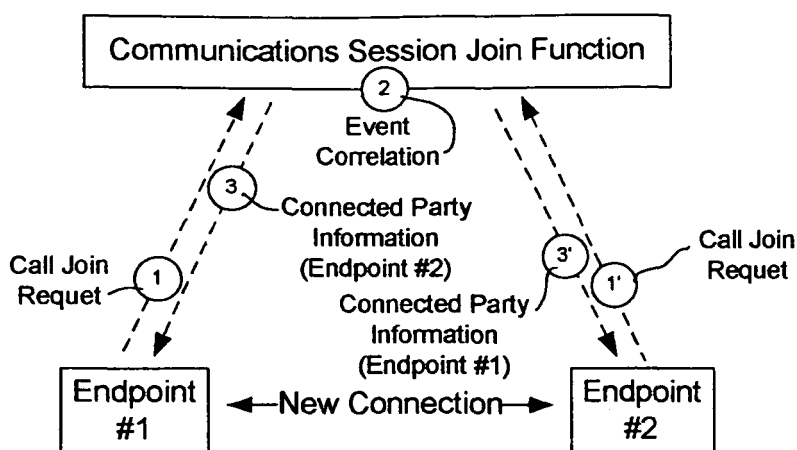 Communications Session Join Function
2
Event
Correlation
3
Connected Party
Information
(Endpoint #2)
Call Join
Requet
1
3'
1'
Call Join
Requet
Connected Party
Information
(Endpoint #1)
Endpoint
#1
New Connection
Endpoint
#2